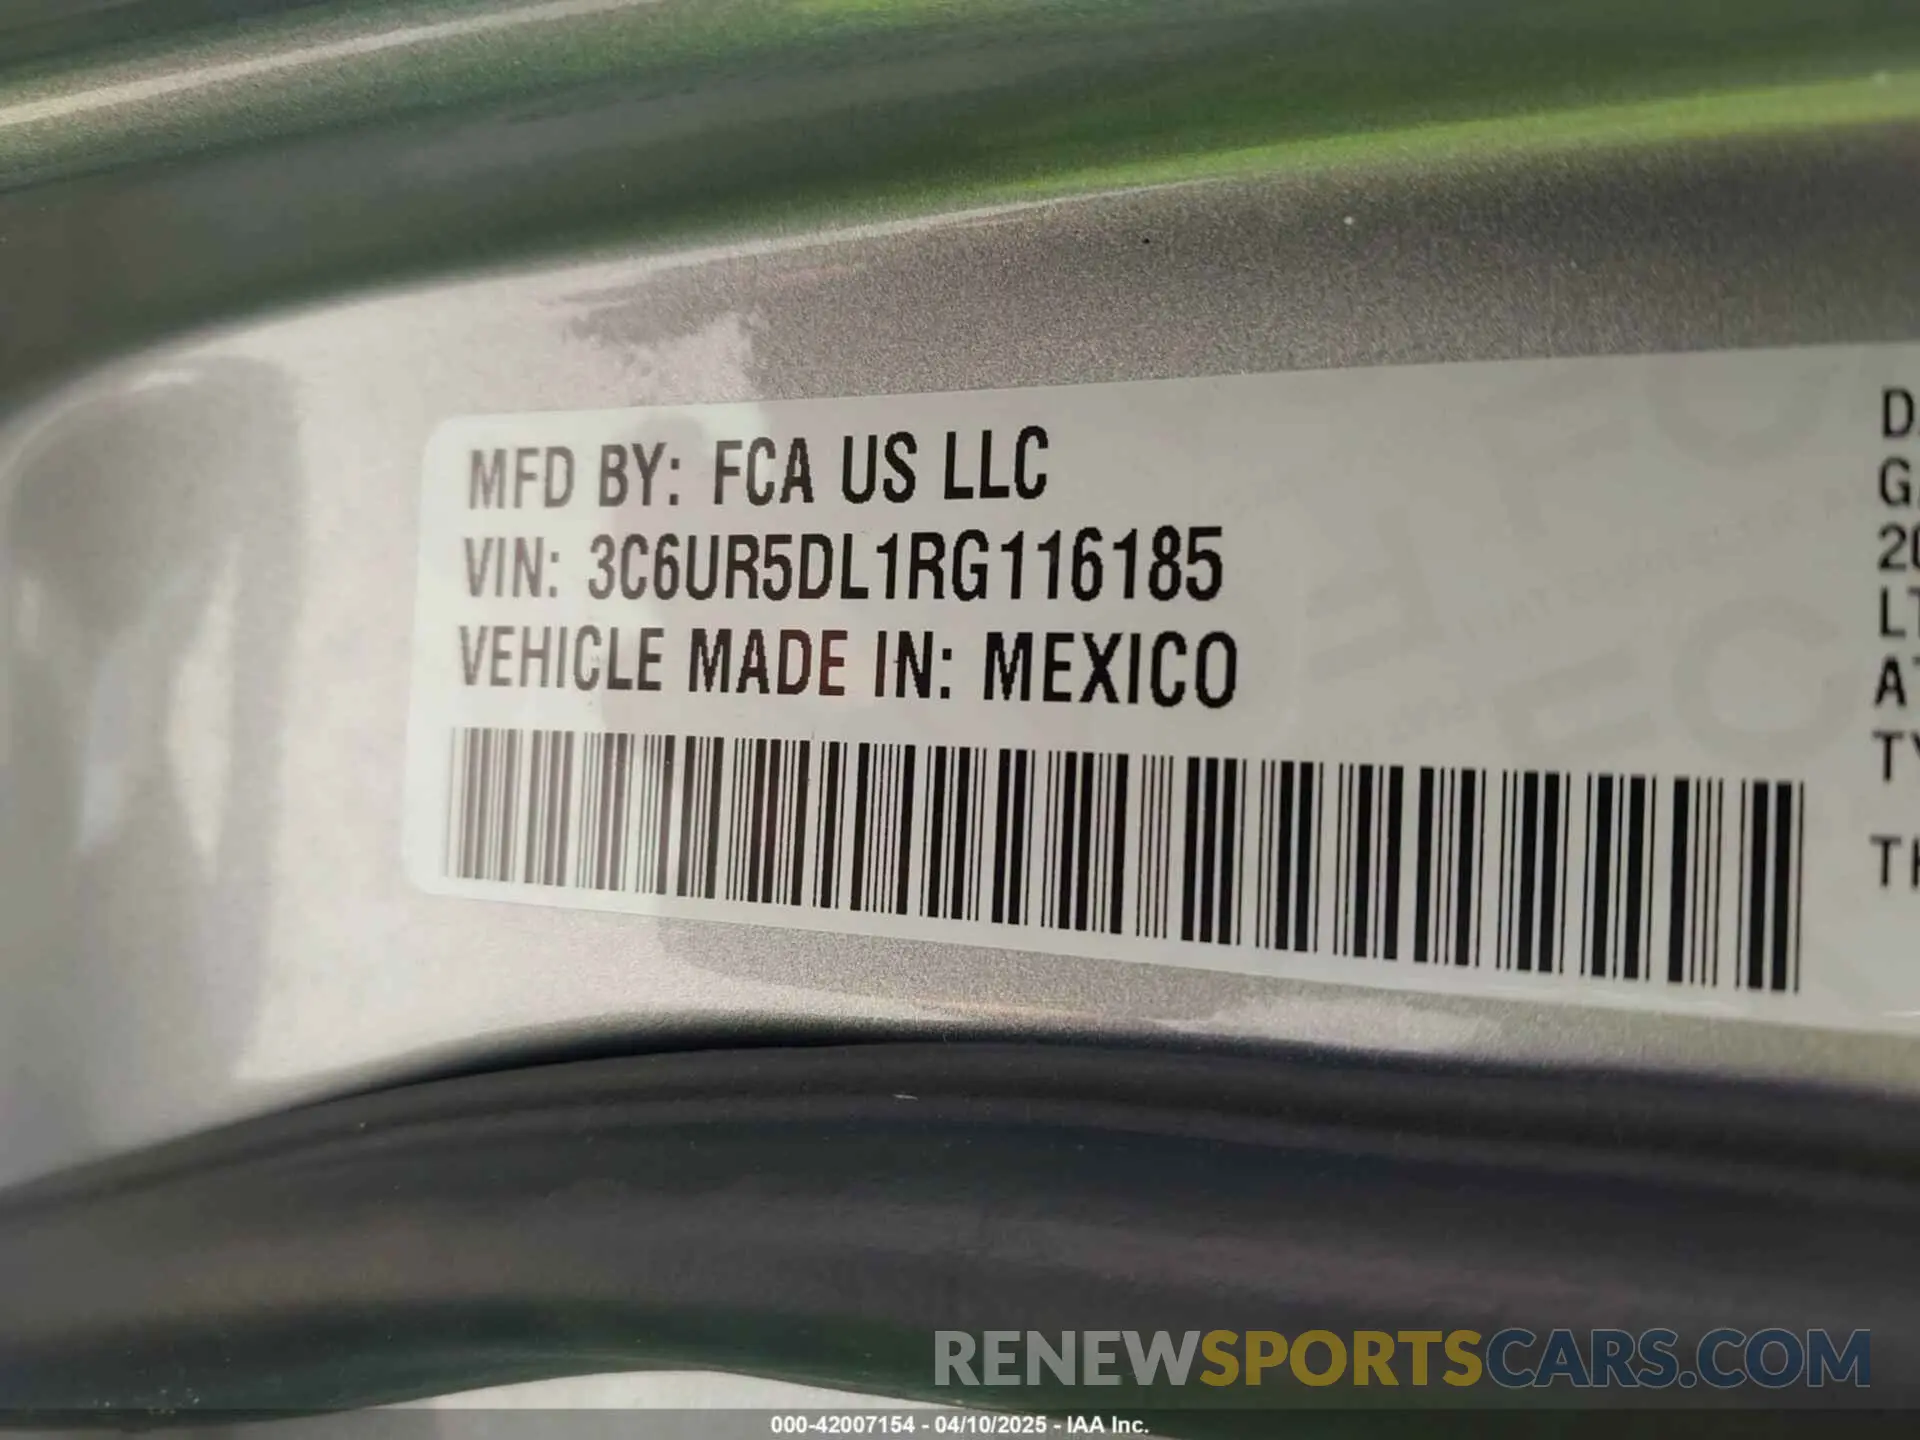 MFD BY: FCA US LLC
VIN: 3C6UR5DL1RG116185
VEHICLE MADE IN: MEXICO
RENEWSPORTSCARS.COM
000-42007154 - 04/10/2025 - IAA Inc.